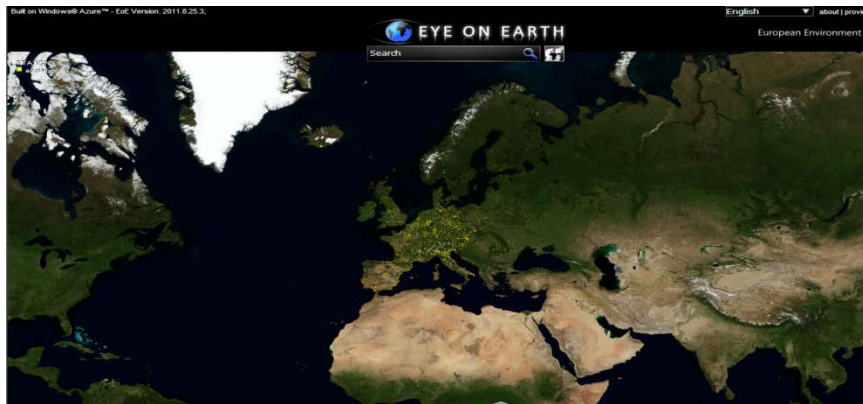 Built on Windows® Azure™ - EoE Version: 2011.8.25.3;
English
about | provi
EYE ON EARTH
European Environment
Search